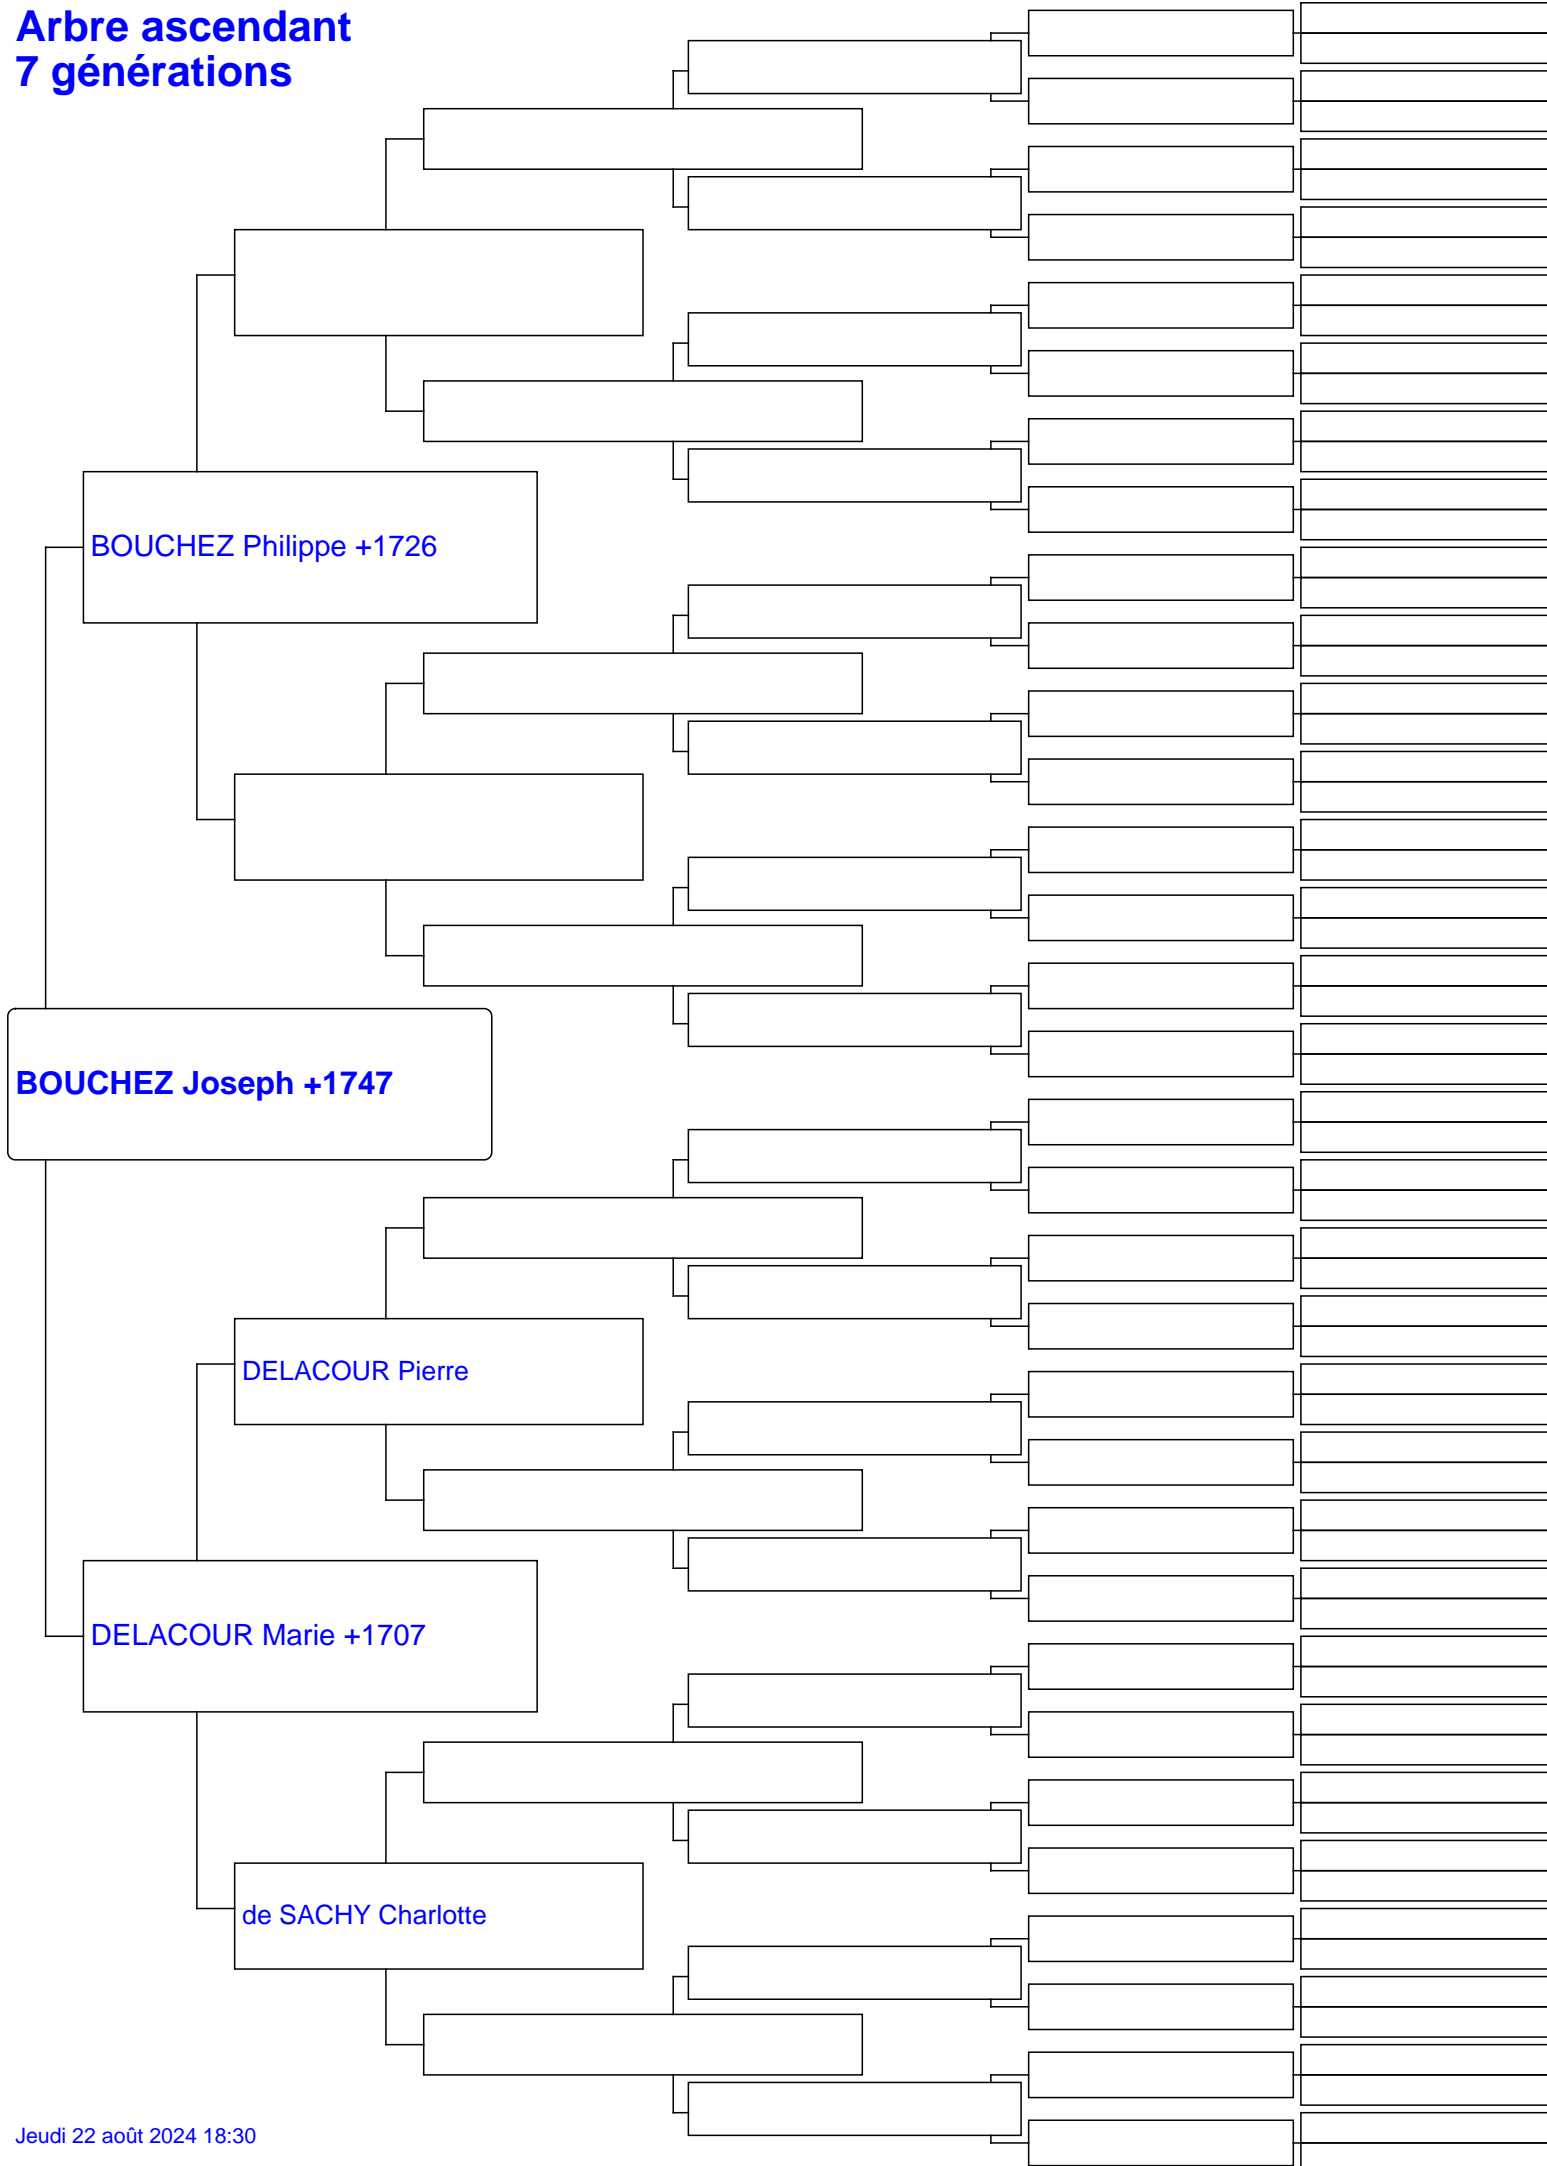 Arbre ascendant
7 générations
BOUCHEZ Philippe +1726
BOUCHEZ Joseph +1747
DELACOUR Pierre
DELACOUR Marie +1707
de SACHY Charlotte
Jeudi 22 août 2024 18:30